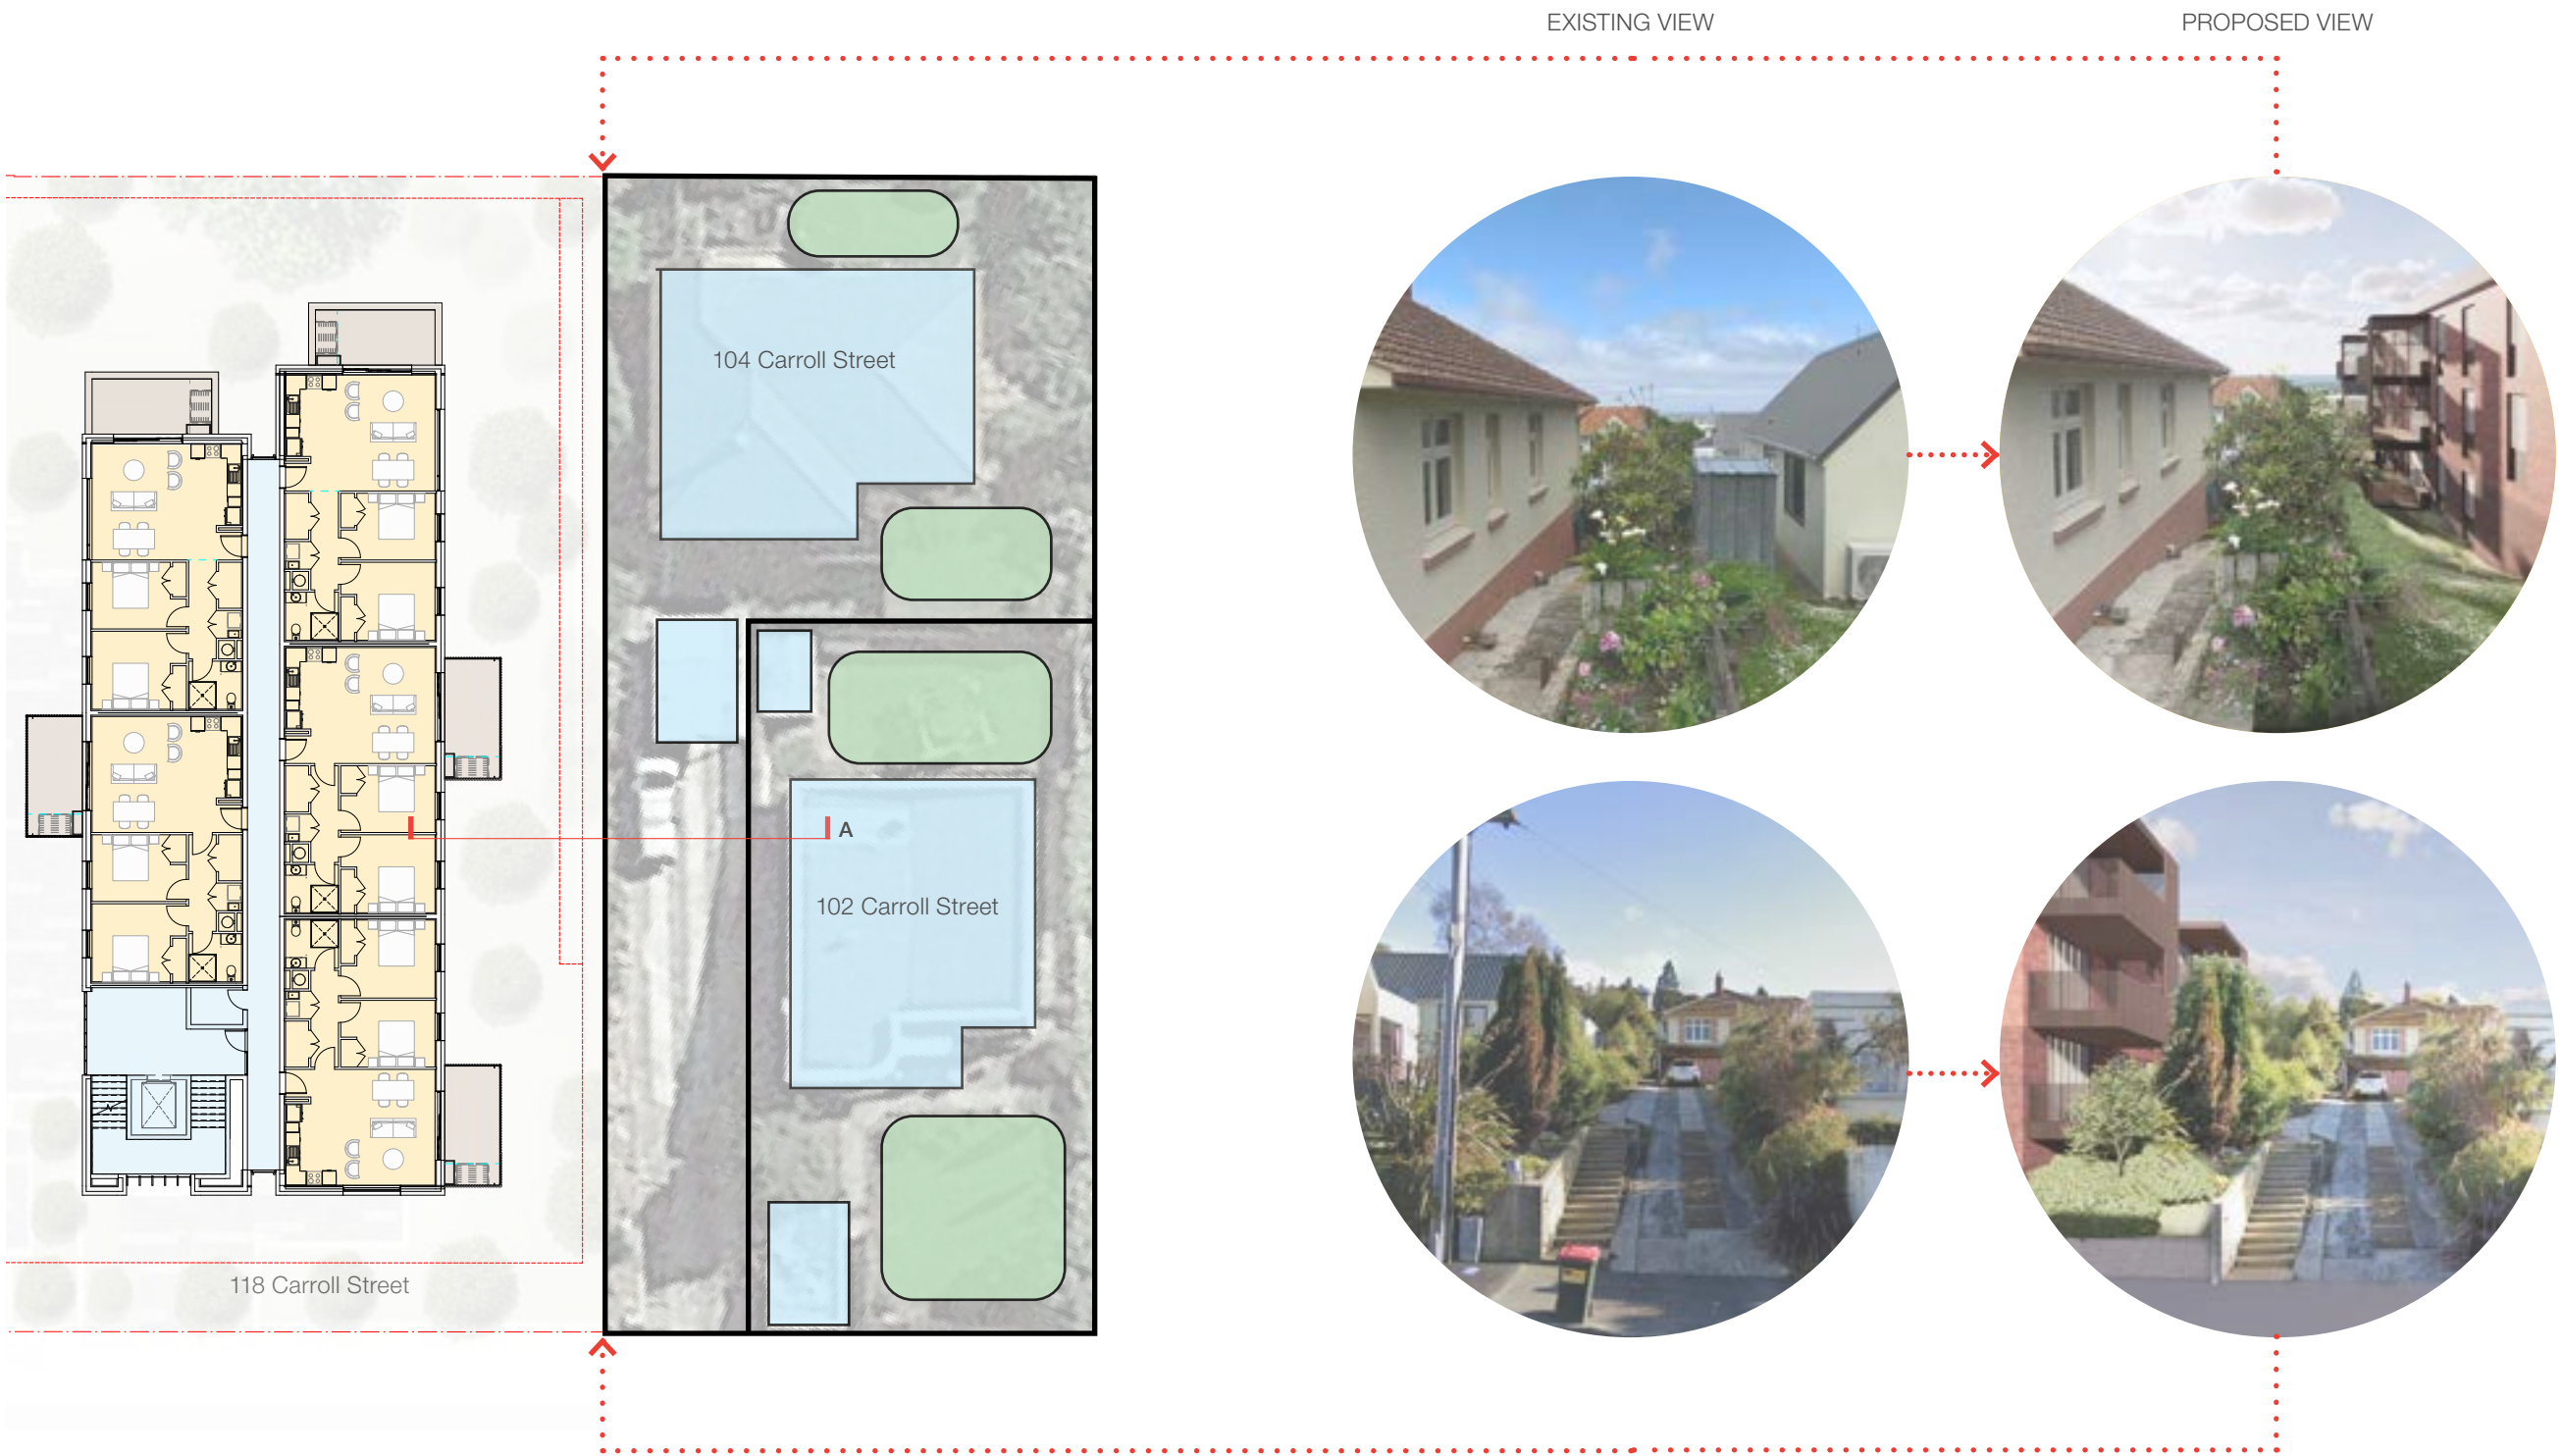 EXISTING VIEW
PROPOSED VIEW
104 Carroll Street
A
102 Carroll Street
118 Carroll Street